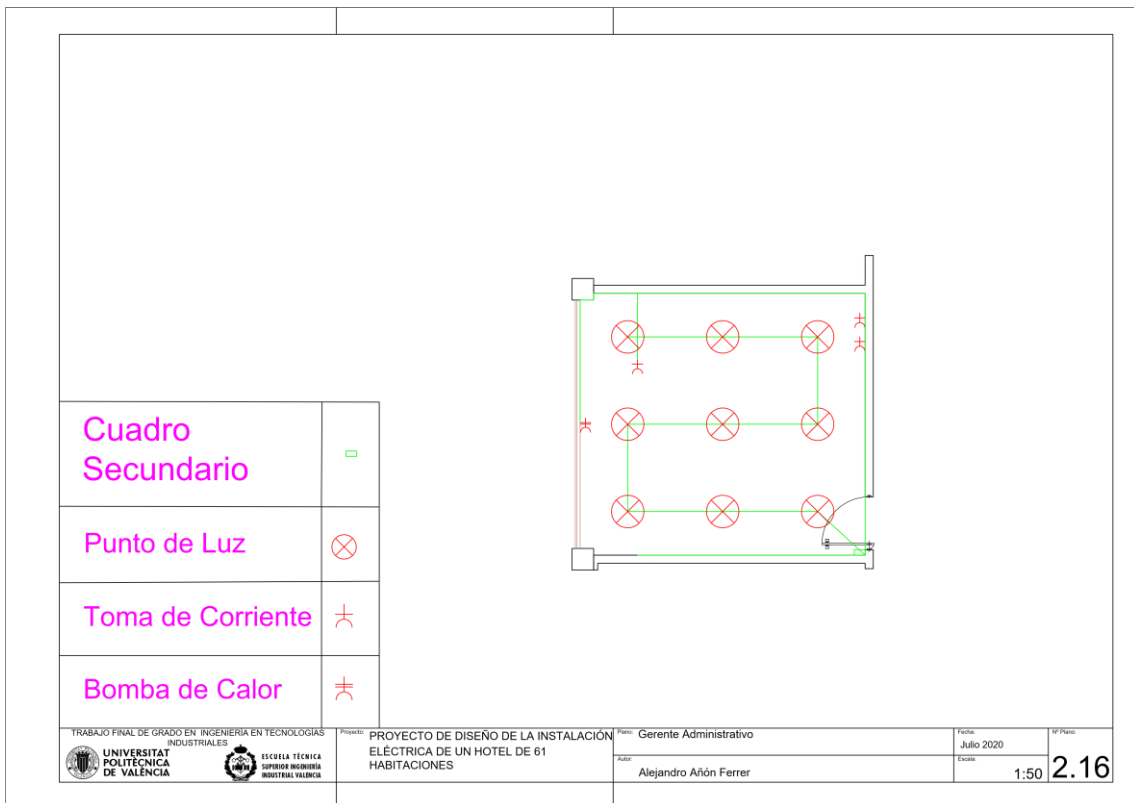 Cuadro
Secundario
Punto de Luz
Toma de Corriente
Bomba de Calor
TRABAJO FINAL DE GRADO EN INGENIERÍA EN TECNOLOGÍAS
INDUSTRIALES
UNIVERSITAT
POLITÈCNICA
DE VALÈNCIA
ESCUELA TÉCNICA
SUPERIOR INGENIERÍA
INDUSTRIAL VALENCIA
Proyecto:
PROYECTO DE DISEÑO DE LA INSTALACIÓN
ELÉCTRICA DE UN HOTEL DE 61
HABITACIONES
Plano:
Gerente Administrativo
Autor:
Alejandro Añón Ferrer
Fecha:
Julio 2020
Escala:
1:50
Nº Plano:
2.16